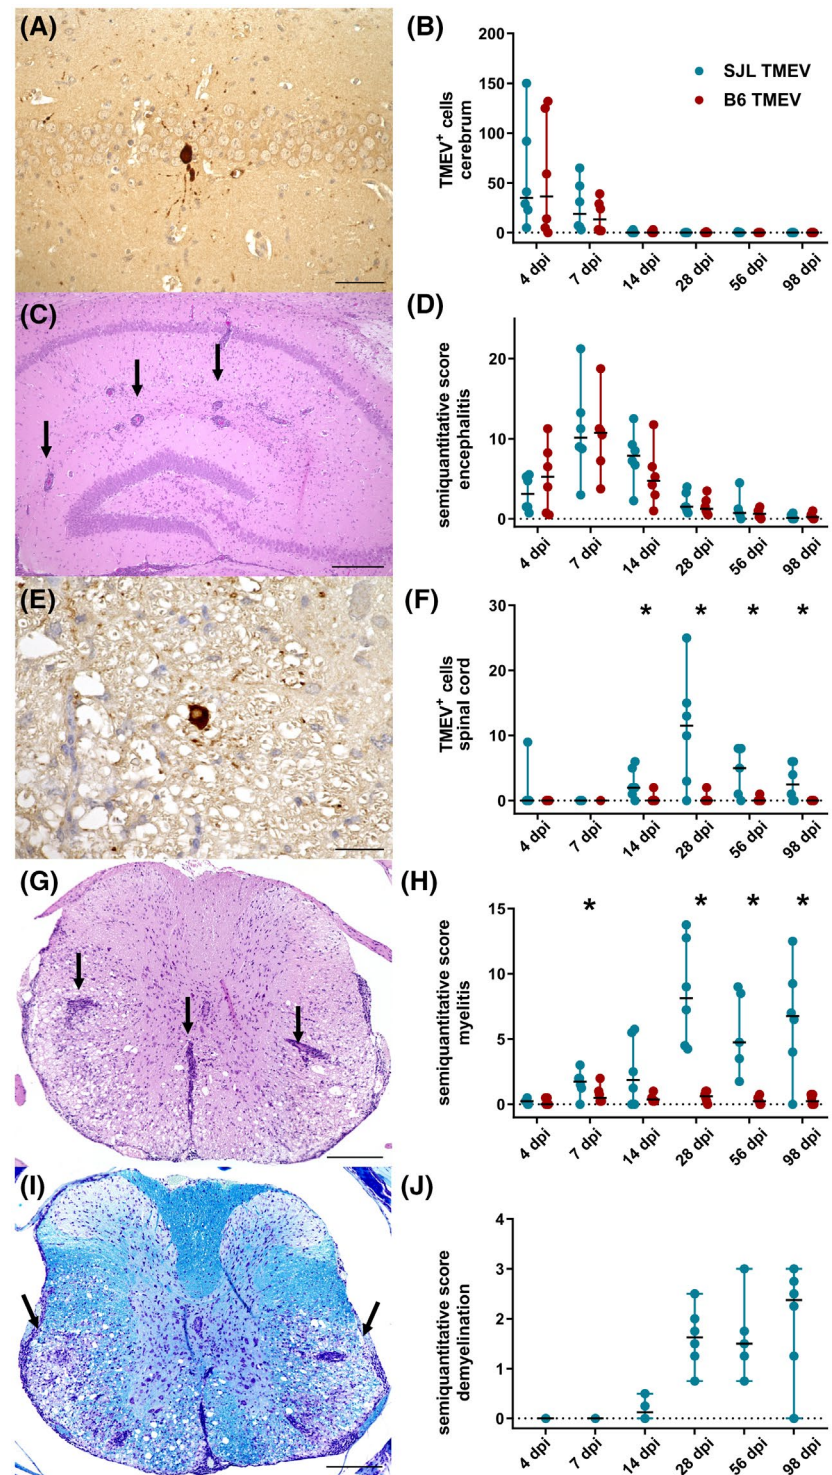 (A)
(B)
TMEV+ cells
cerebrum
200
150
100
50
0
SJL TMEV
B6 TMEV
4 dpi
7 dpi
14 dpi
28 dpi
56 dpi
98 dpi
(C)
(D)
semiquantitative score
encephalitis
20
10
0
4 dpi
7 dpi
14 dpi
28 dpi
56 dpi
98 dpi
(E)
(F)
TMEV+ cells
spinal cord
30
20
10
0
* * * *
4 dpi
7 dpi
14 dpi
28 dpi
56 dpi
98 dpi
(G)
(H)
semiquantitative score
myelitis
15
10
5
0
* * * *
4 dpi
7 dpi
14 dpi
28 dpi
56 dpi
98 dpi
(I)
(J)
semiquantitative score
demyelination
4
3
2
1
0
4 dpi
7 dpi
14 dpi
28 dpi
56 dpi
98 dpi